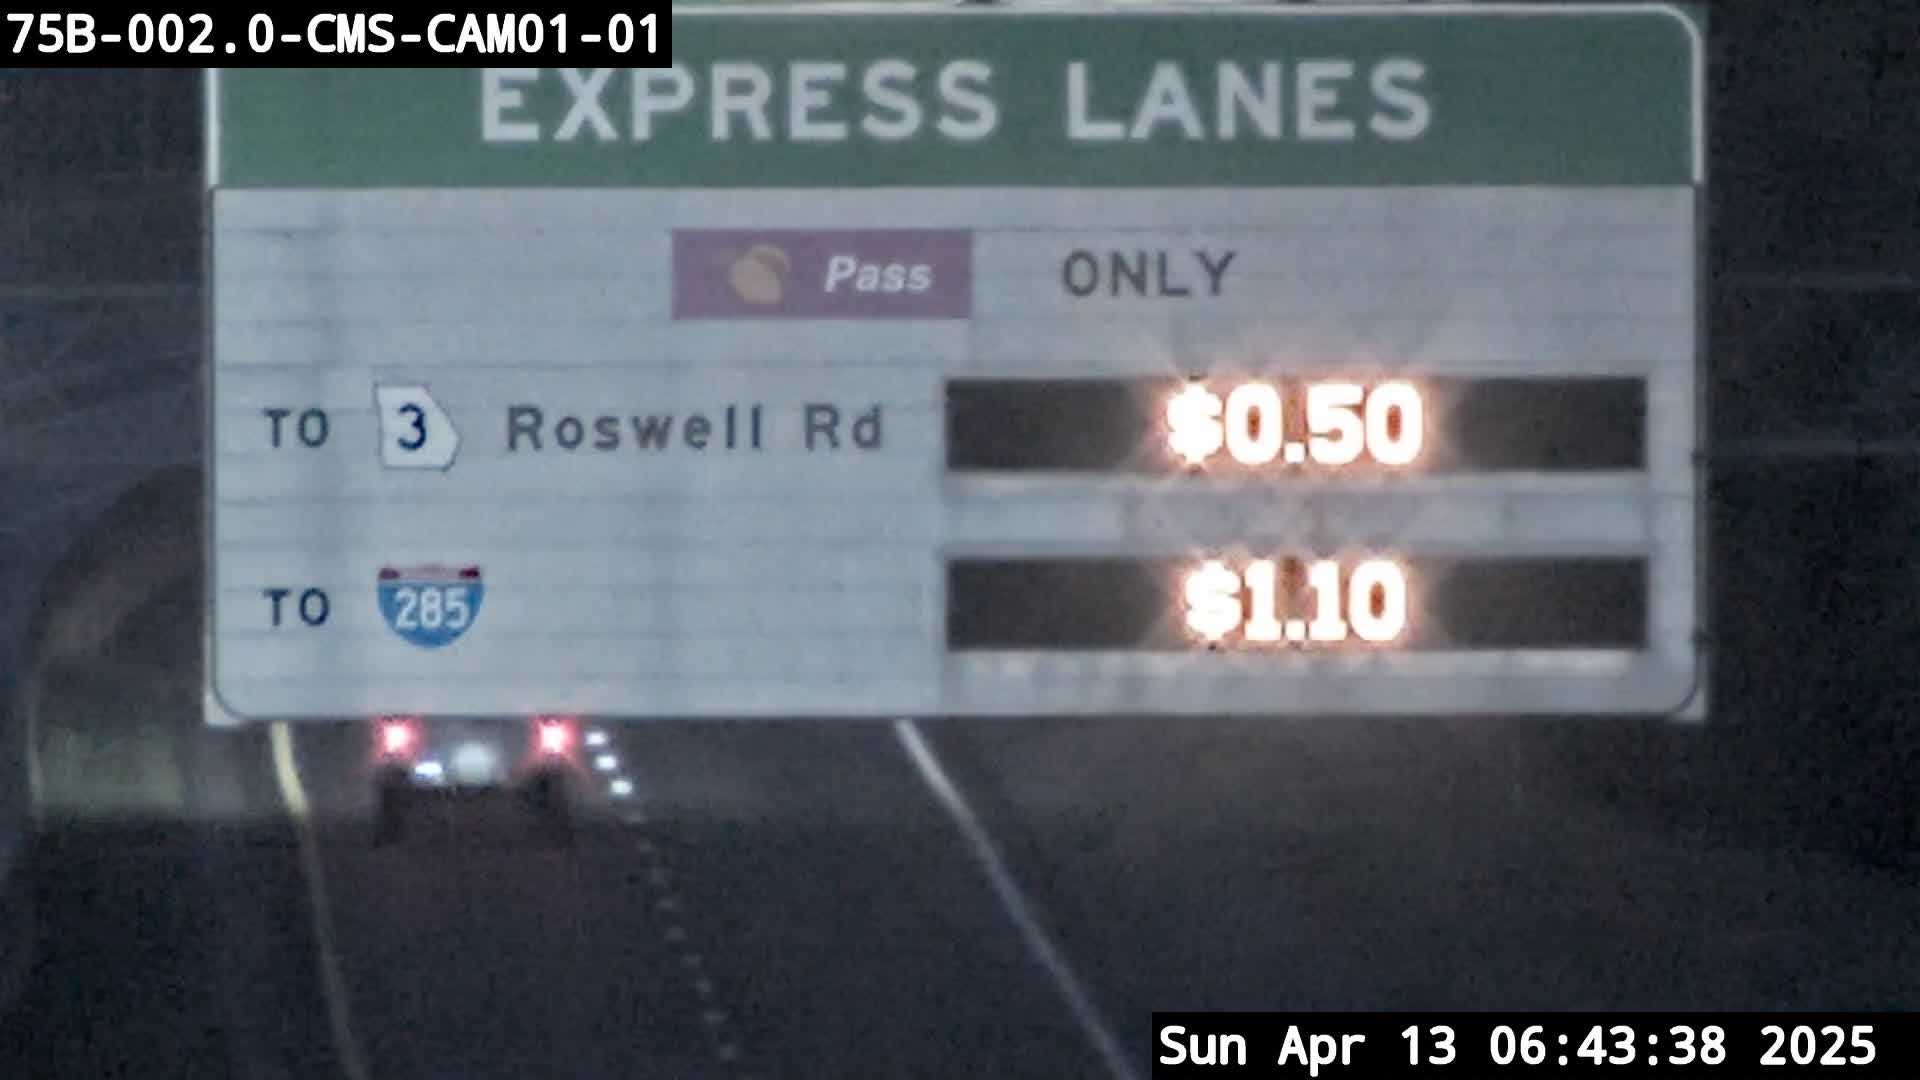 75B-002.0-CMS-CAM01-01
EXPRESS LANES
Pass ONLY
TO 3 Roswell Rd $0.50
TO 285 $1.10
Sun Apr 13 06:43:38 2025